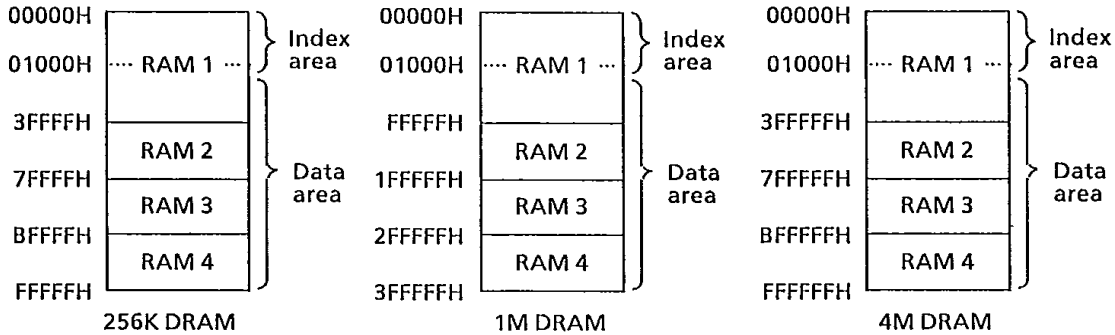 00000H
01000H
3FFFFH
7FFFFH
BFFFFH
FFFFFH
RAM 1
RAM 2
RAM 3
RAM 4
Index
area
Data
area
256K DRAM
00000H
01000H
FFFFFH
1FFFFFH
2FFFFFH
3FFFFFH
RAM 1
RAM 2
RAM 3
RAM 4
Index
area
Data
area
1M DRAM
00000H
01000H
3FFFFFH
7FFFFFH
BFFFFFH
FFFFFFH
RAM 1
RAM 2
RAM 3
RAM 4
Index
area
Data
area
4M DRAM